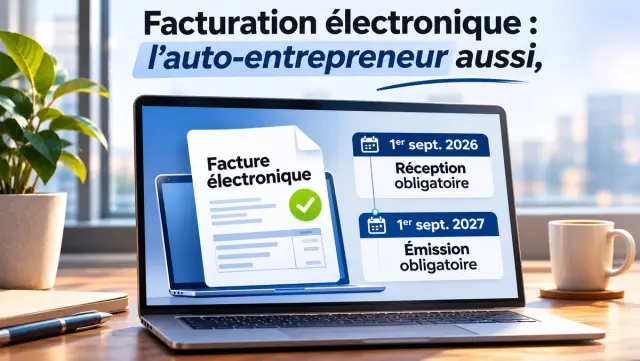 Facturation électronique :
l'auto-entrepreneur aussi,
Facture
électronique
1er sept. 2026
Réception
obligatoire
1er sept. 2027
Émission
obligatoire